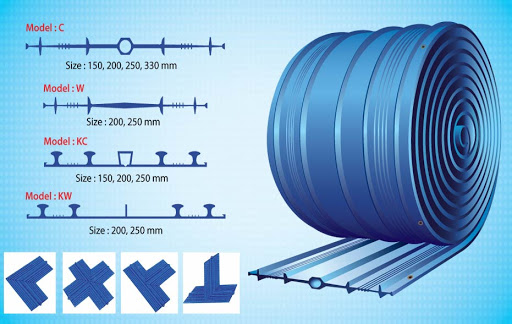 Model : C
Size : 150, 200, 250, 330 mm
Model : W
Size : 200, 250 mm
Model : KC
Size : 150, 200, 250 mm
Model : KW
Size : 200, 250 mm